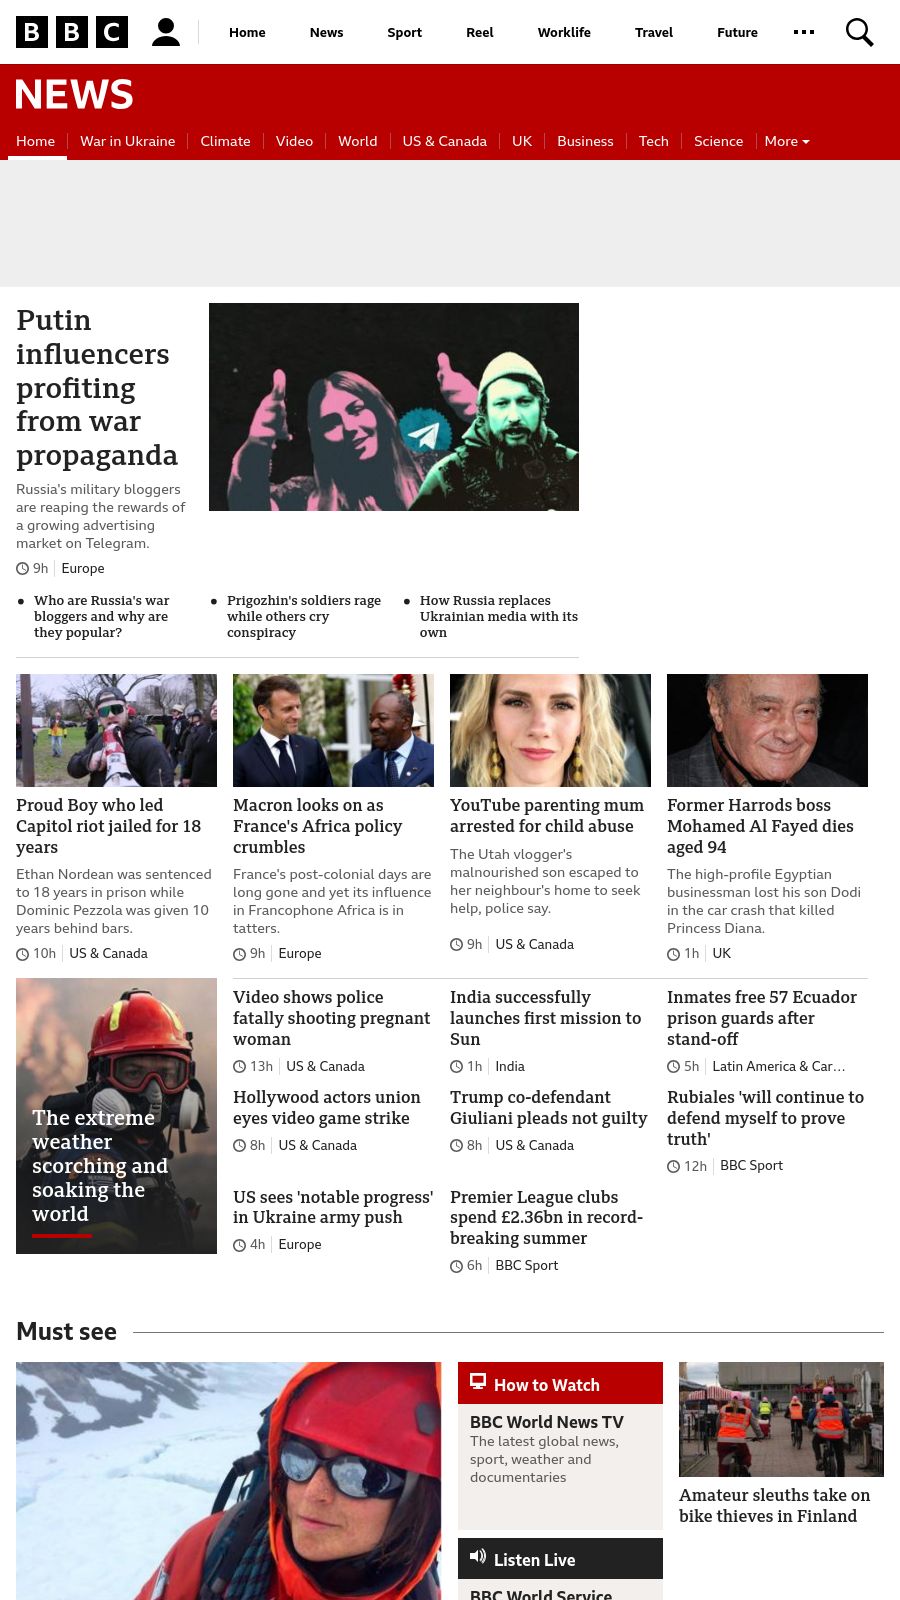 BBC
Home
News
Sport
Reel
Worklife
Travel
Future
NEWS
Home
War in Ukraine
Climate
Video
World
US & Canada
UK
Business
Tech
Science
More
Putin
influencers
profiting
from war
propaganda
Russia's military bloggers
are reaping the rewards of
a growing advertising
market on Telegram.
9h
Europe
Who are Russia's war
bloggers and why are
they popular?
Prigozhin's soldiers rage
while others cry
conspiracy
How Russia replaces
Ukrainian media with its
own
Proud Boy who led
Capitol riot jailed for 18
years
Ethan Nordean was sentenced
to 18 years in prison while
Dominic Pezzola was given 10
years behind bars.
10h
US & Canada
Macron looks on as
France's Africa policy
crumbles
France's post-colonial days are
long gone and yet its influence
in Francophone Africa is in
tatters.
9h
Europe
YouTube parenting mum
arrested for child abuse
The Utah vlogger's
malnourished son escaped to
her neighbour's home to seek
help, police say.
9h
US & Canada
Former Harrods boss
Mohamed Al Fayed dies
aged 94
The high-profile Egyptian
businessman lost his son Dodi
in the car crash that killed
Princess Diana.
1h
UK
The extreme
weather
scorching and
soaking the
world
Video shows police
fatally shooting pregnant
woman
13h
US & Canada
India successfully
launches first mission to
Sun
1h
India
Inmates free 57 Ecuador
prison guards after
stand-off
5h
Latin America & Car…
Hollywood actors union
eyes video game strike
8h
US & Canada
Trump co-defendant
Giuliani pleads not guilty
8h
US & Canada
Rubiales 'will continue to
defend myself to prove
truth'
12h
BBC Sport
US sees 'notable progress'
in Ukraine army push
4h
Europe
Premier League clubs
spend £2.36bn in record-
breaking summer
6h
BBC Sport
Must see
How to Watch
BBC World News TV
The latest global news,
sport, weather and
documentaries
Listen Live
BBC World Service
Amateur sleuths take on
bike thieves in Finland